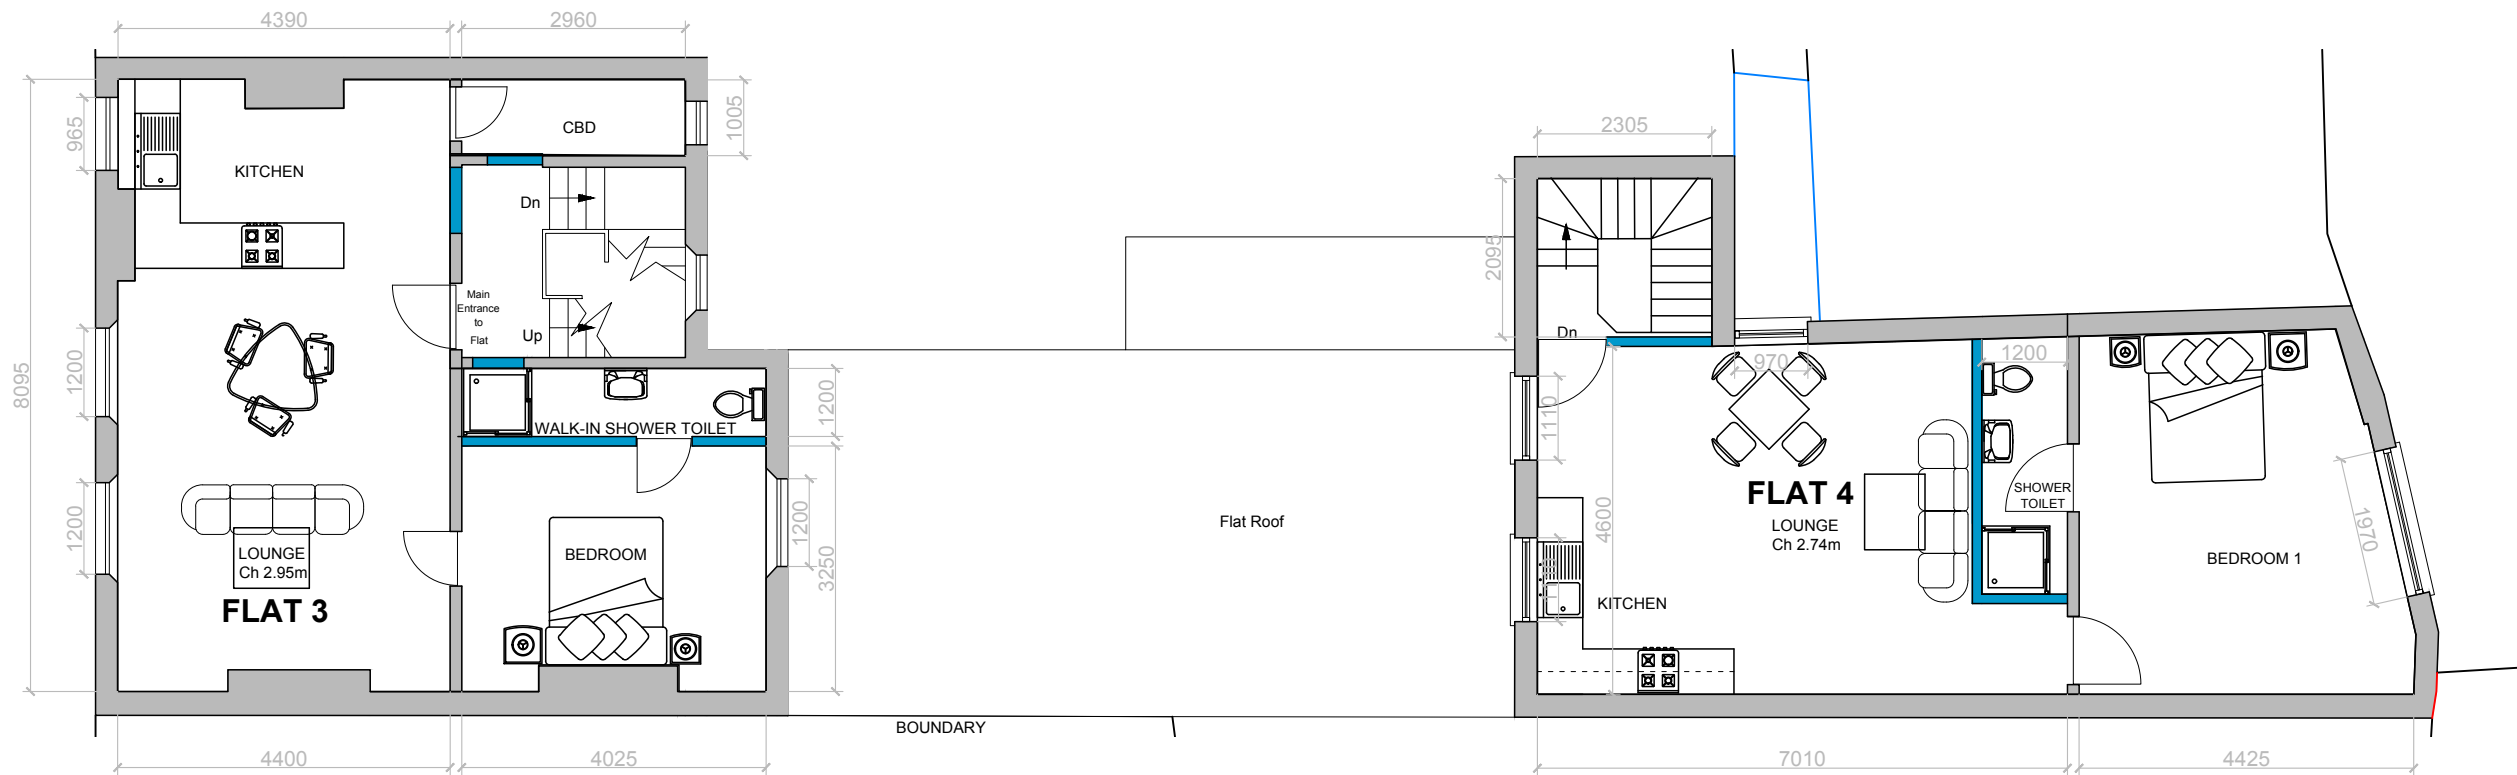 4390
2960
8095
965
1200
1200
KITCHEN
CBD
1005
Dn
Main
Entrance
to
Flat
Up
WALK-IN SHOWER TOILET
1200
LOUNGE
Ch 2.95m
FLAT 3
BEDROOM
1200
3250
4400
4025
BOUNDARY
Flat Roof
2305
2095
Dn
970
1200
1110
4600
FLAT 4
LOUNGE
Ch 2.74m
SHOWER
TOILET
KITCHEN
BEDROOM 1
1970
7010
4425